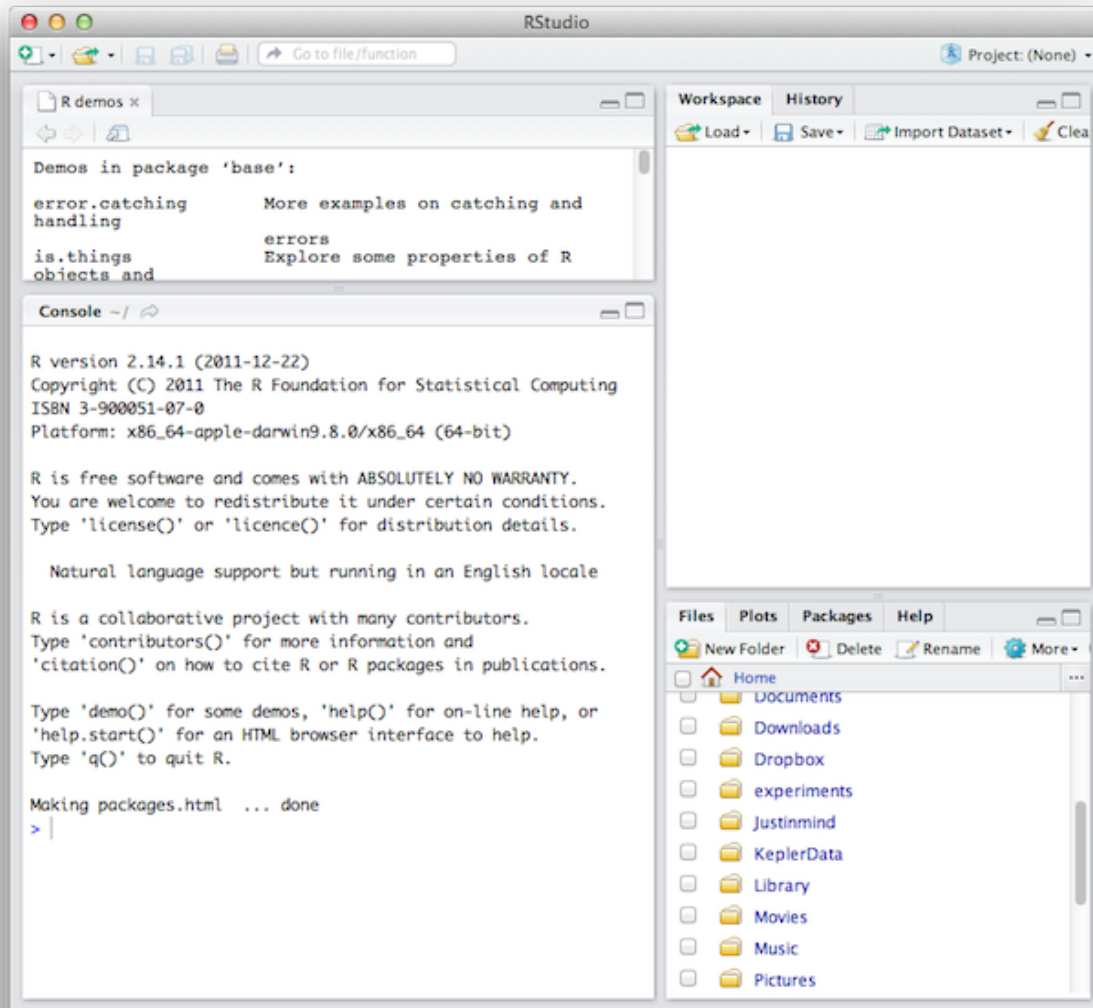 RStudio
Go to file/function
Project: (None)
R demos
Demos in package ‘base’:
error.catching More examples on catching and
handling
errors
is.things Explore some properties of R
objects and
Console ~/
R version 2.14.1 (2011-12-22)
Copyright (C) 2011 The R Foundation for Statistical Computing
ISBN 3-900051-07-0
Platform: x86_64-apple-darwin9.8.0/x86_64 (64-bit)
R is free software and comes with ABSOLUTELY NO WARRANTY.
You are welcome to redistribute it under certain conditions.
Type 'license()' or 'licence()' for distribution details.
Natural language support but running in an English locale
R is a collaborative project with many contributors.
Type 'contributors()' for more information and
'citation()' on how to cite R or R packages in publications.
Type 'demo()' for some demos, 'help()' for on-line help, or
'help.start()' for an HTML browser interface to help.
Type 'q()' to quit R.
Making packages.html ... done
>
Workspace History
Load Save Import Dataset Clea
Files Plots Packages Help
New Folder Delete Rename More
Home ...
Documents
Downloads
Dropbox
experiments
Justinmind
KeplerData
Library
Movies
Music
Pictures